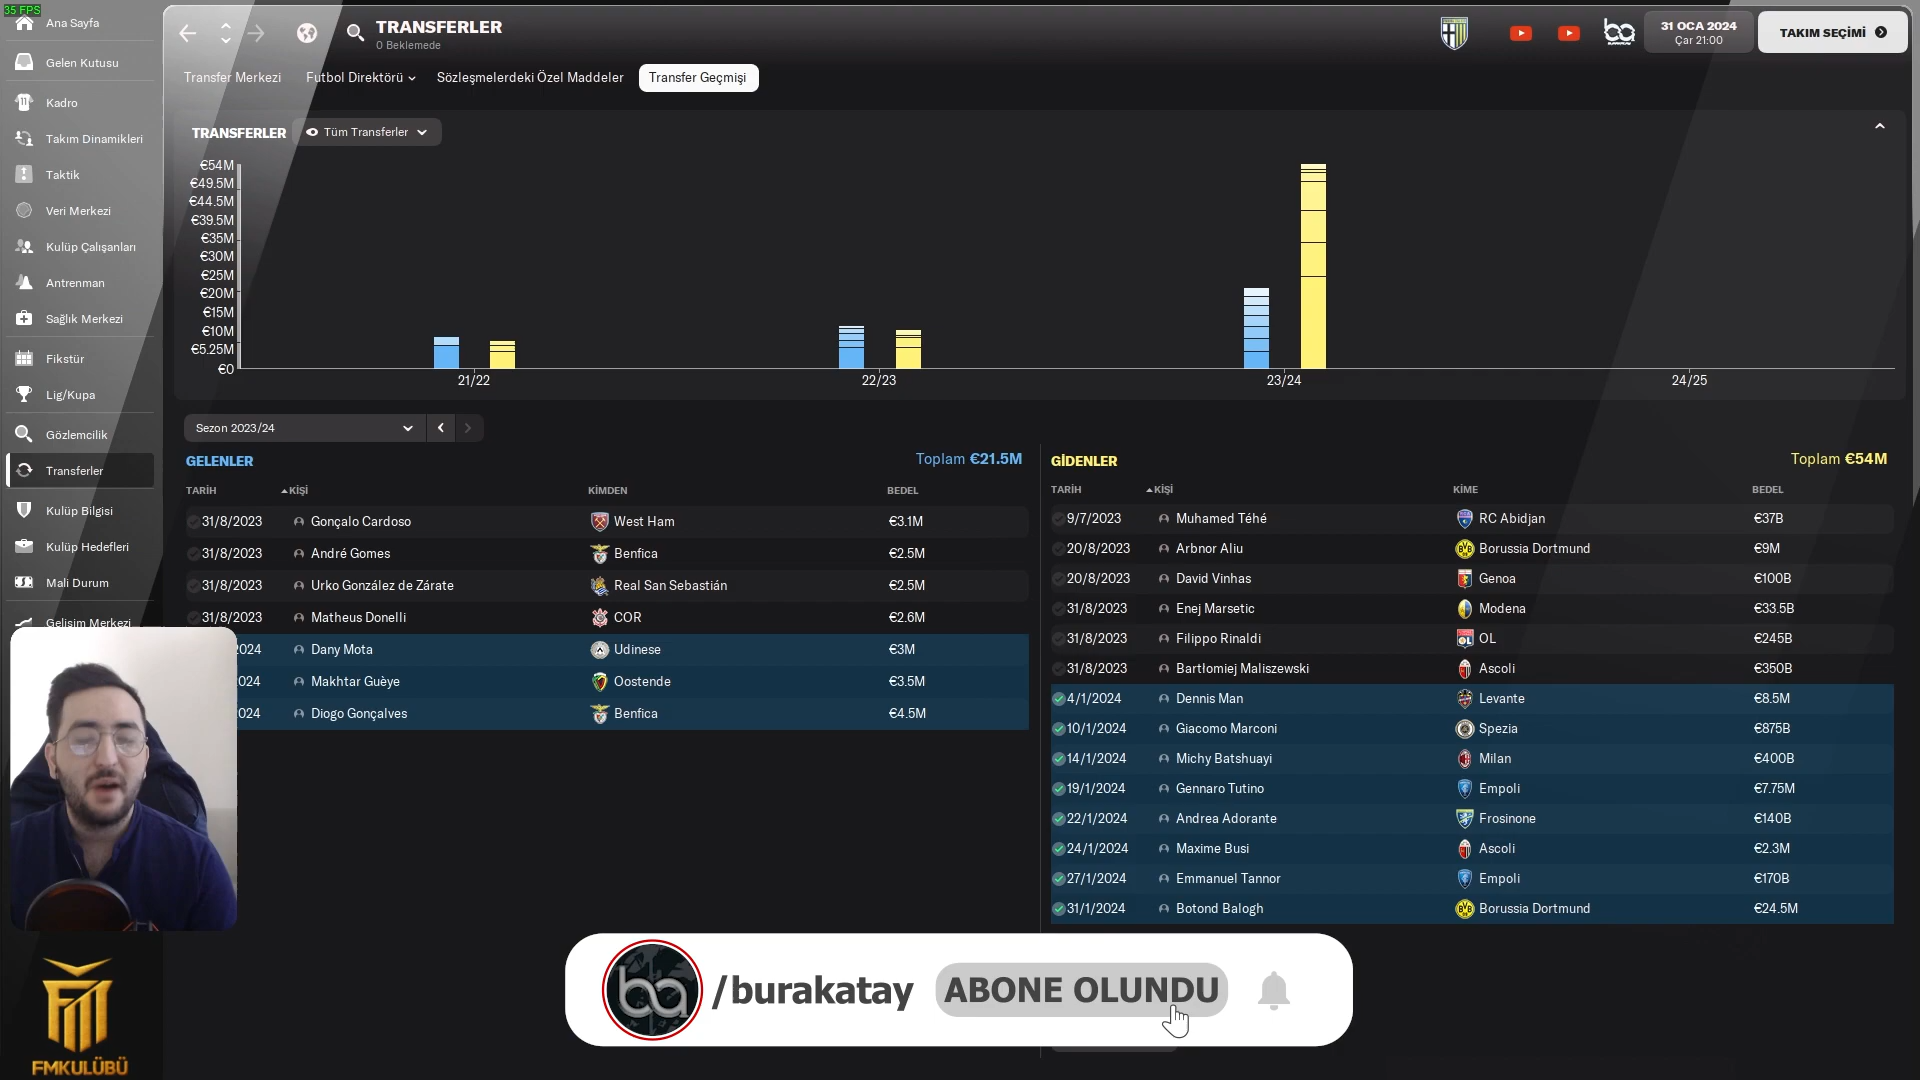 35 FPS
Ana Sayfa
Gelen Kutusu
Kadro
Takım Dinamikleri
Taktik
Veri Merkezi
Kulüp Çalışanları
Antrenman
Sağlık Merkezi
Fikstür
Lig/Kupa
Gözlemcilik
Transferler
Kulüp Bilgisi
Kulüp Hedefleri
Mali Durum
Gelişim Merkezi
TRANSFERLER
0 Beklemede
31 OCA 2024
Çar 21:00
TAKIM SEÇİMİ
Transfer Merkezi Futbol Direktörü Sözleşmelerdeki Özel Maddeler Transfer Geçmişi
TRANSFERLER Tüm Transferler
€54M
€49.5M
€44.5M
€39.5M
€35M
€30M
€25M
€20M
€15M
€10M
€5.25M
€0
21/22 22/23 23/24 24/25
Sezon 2023/24
GELENLER Toplam €21.5M
TARİH KİŞİ KİMDEN BEDEL
31/8/2023 Gonçalo Cardoso West Ham €3.1M
31/8/2023 André Gomes Benfica €2.5M
31/8/2023 Urko González de Zárate Real San Sebastián €2.5M
31/8/2023 Matheus Donelli COR €2.6M
2024 Dany Mota Udinese €3M
024 Makhtar Guèye Oostende €3.5M
024 Diogo Gonçalves Benfica €4.5M
GİDENLER Toplam €54M
TARİH KİŞİ KİME BEDEL
9/7/2023 Muhamed Téhé RC Abidjan €37B
20/8/2023 Arbnor Aliu Borussia Dortmund €9M
20/8/2023 David Vinhas Genoa €100B
31/8/2023 Enej Marsetic Modena €33.5B
31/8/2023 Filippo Rinaldi OL €245B
31/8/2023 Bartłomiej Maliszewski Ascoli €350B
4/1/2024 Dennis Man Levante €8.5M
10/1/2024 Giacomo Marconi Spezia €875B
14/1/2024 Michy Batshuayi Milan €400B
19/1/2024 Gennaro Tutino Empoli €7.75M
22/1/2024 Andrea Adorante Frosinone €140B
24/1/2024 Maxime Busi Ascoli €2.3M
27/1/2024 Emmanuel Tannor Empoli €170B
31/1/2024 Botond Balogh Borussia Dortmund €24.5M
ba /burakatay ABONE OLUNDU
FMKULÜBÜ